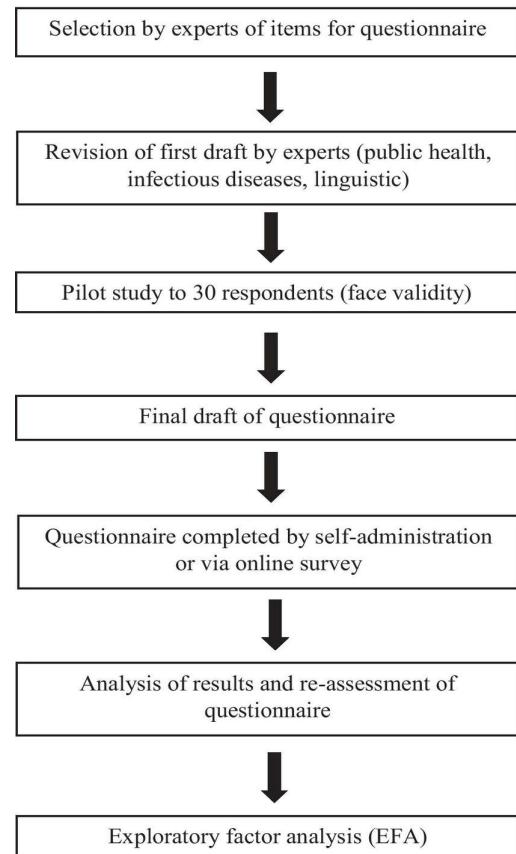 Selection by experts of items for questionnaire
Revision of first draft by experts (public health,
infectious diseases, linguistic)
Pilot study to 30 respondents (face validity)
Final draft of questionnaire
Questionnaire completed by self-administration
or via online survey
Analysis of results and re-assessment of
questionnaire
Exploratory factor analysis (EFA)